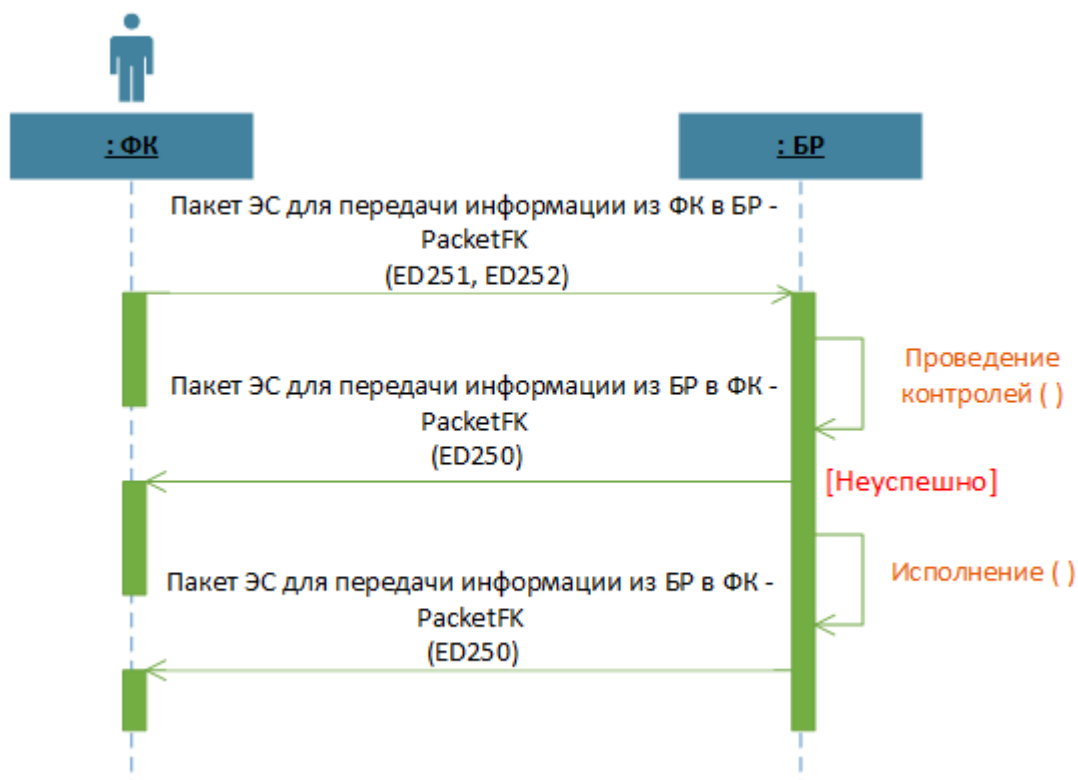 : ФК
: БР
Пакет ЭС для передачи информации из ФК в БР -
PacketFK
(ED251, ED252)
Проведение
контролей ( )
Пакет ЭС для передачи информации из БР в ФК -
PacketFK
(ED250)
[Неуспешно]
Исполнение ( )
Пакет ЭС для передачи информации из БР в ФК -
PacketFK
(ED250)